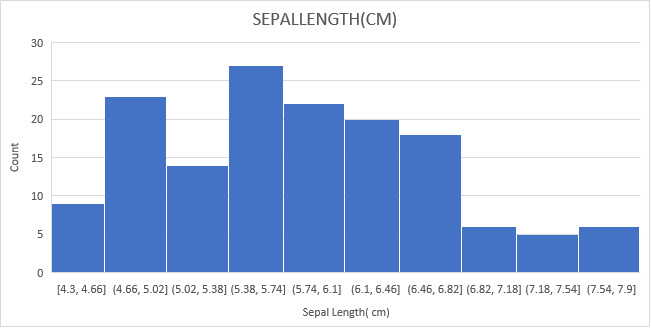 SEPALLENGTH(CM)
30
25
20
15
10
5
0
Count
[4.3, 4.66] (4.66, 5.02] (5.02, 5.38] (5.38, 5.74] (5.74, 6.1] (6.1, 6.46] (6.46, 6.82] (6.82, 7.18] (7.18, 7.54] (7.54, 7.9]
Sepal Length( cm)